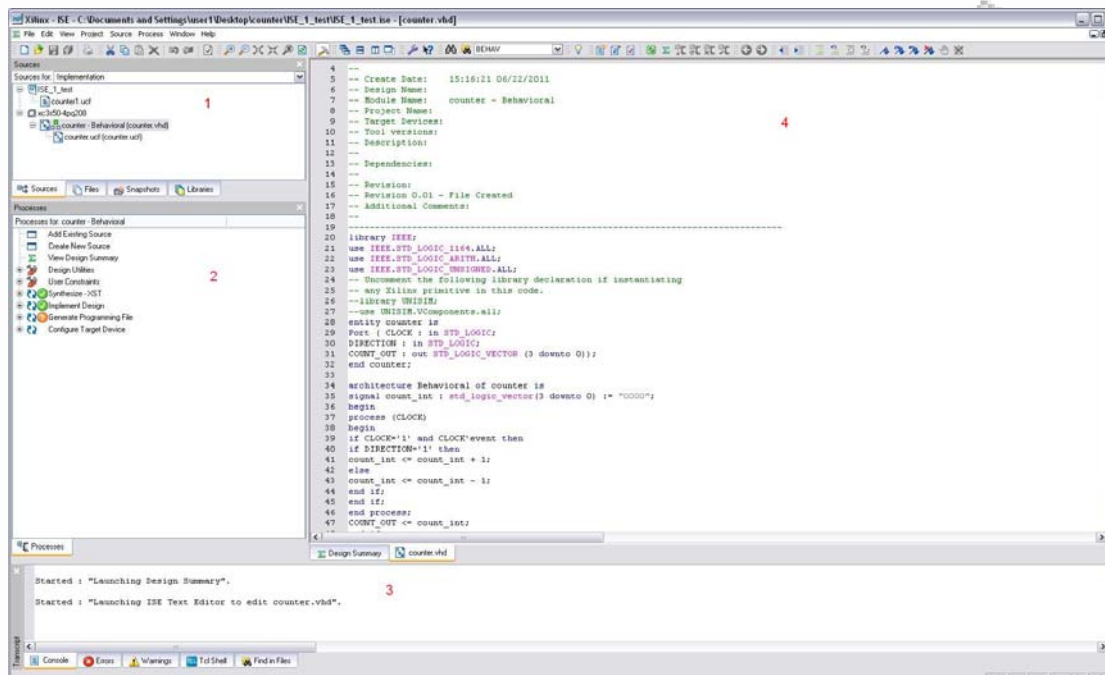 Xilinx - ISE - C:\Documents and Settings\user1\Desktop\counter\ISE_1_test\ISE_1_test.ise - [counter.vhd]
File Edit View Project Source Process Window Help
BEHAV
Sources
Sources for: Implementation
ISE_1_test
counter1.ucf
xc3s50-4pq208
counter - Behavioral (counter.vhd)
counter.ucf (counter.ucf)
1
Sources Files Snapshots Libraries
Processes
Processes for: counter - Behavioral
Add Existing Source
Create New Source
View Design Summary
Design Utilities
User Constraints
Synthesize - XST
Implement Design
Generate Programming File
Configure Target Device
2
Processes
4 --
5 -- Create Date: 15:16:21 06/22/2011
6 -- Design Name:
7 -- Module Name: counter - Behavioral
8 -- Project Name:
9 -- Target Devices:
10 -- Tool versions:
11 -- Description:
12 --
13 -- Dependencies:
14 --
15 -- Revision:
16 -- Revision 0.01 - File Created
17 -- Additional Comments:
18 --
19 ----------------------------------------------------------------------------------
20 library IEEE;
21 use IEEE.STD_LOGIC_1164.ALL;
22 use IEEE.STD_LOGIC_ARITH.ALL;
23 use IEEE.STD_LOGIC_UNSIGNED.ALL;
24 -- Uncomment the following library declaration if instantiating
25 -- any Xilinx primitive in this code.
26 --library UNISIM;
27 --use UNISIM.VComponents.all;
28 entity counter is
29 Port ( CLOCK : in STD_LOGIC;
30 DIRECTION : in STD_LOGIC;
31 COUNT_OUT : out STD_LOGIC_VECTOR (3 downto 0));
32 end counter;
33
34 architecture Behavioral of counter is
35 signal count_int : std_logic_vector(3 downto 0) := "0000";
36 begin
37 process (CLOCK)
38 begin
39 if CLOCK='1' and CLOCK'event then
40 if DIRECTION='1' then
41 count_int <= count_int + 1;
42 else
43 count_int <= count_int - 1;
44 end if;
45 end if;
46 end process;
47 COUNT_OUT <= count_int;
4
Design Summary counter.vhd
Started : "Launching Design Summary".
Started : "Launching ISE Text Editor to edit counter.vhd".
3
Transcript
Console Errors Warnings Tcl Shell Find in Files